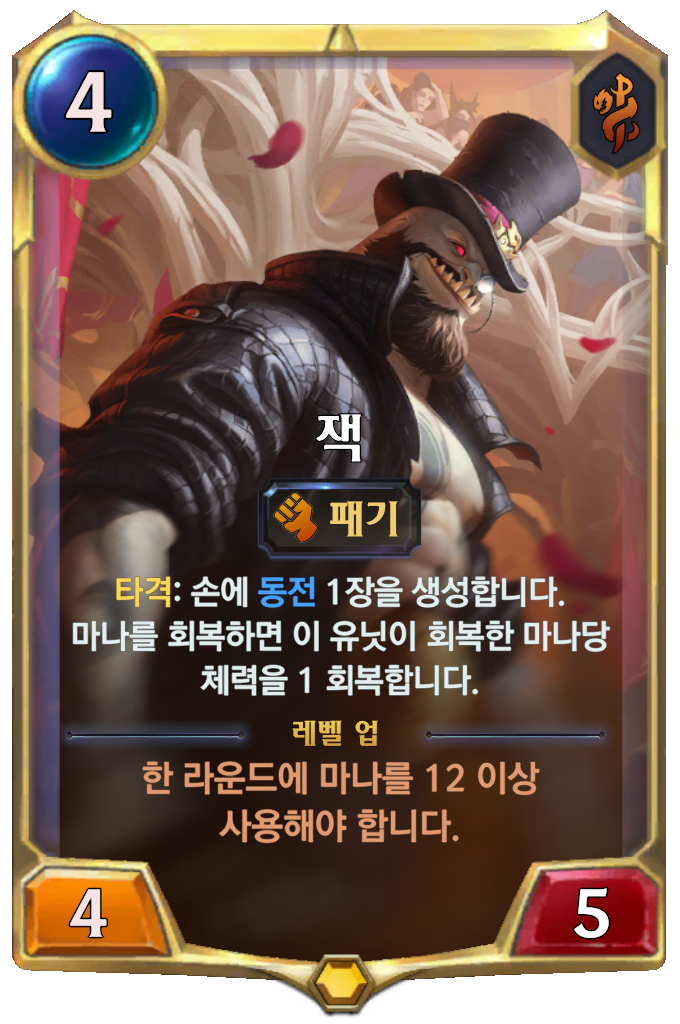 4
잭
패기
타격: 손에 동전 1장을 생성합니다.
마나를 회복하면 이 유닛이 회복한 마나당
체력을 1 회복합니다.
레벨 업
한 라운드에 마나를 12 이상
사용해야 합니다.
4
5